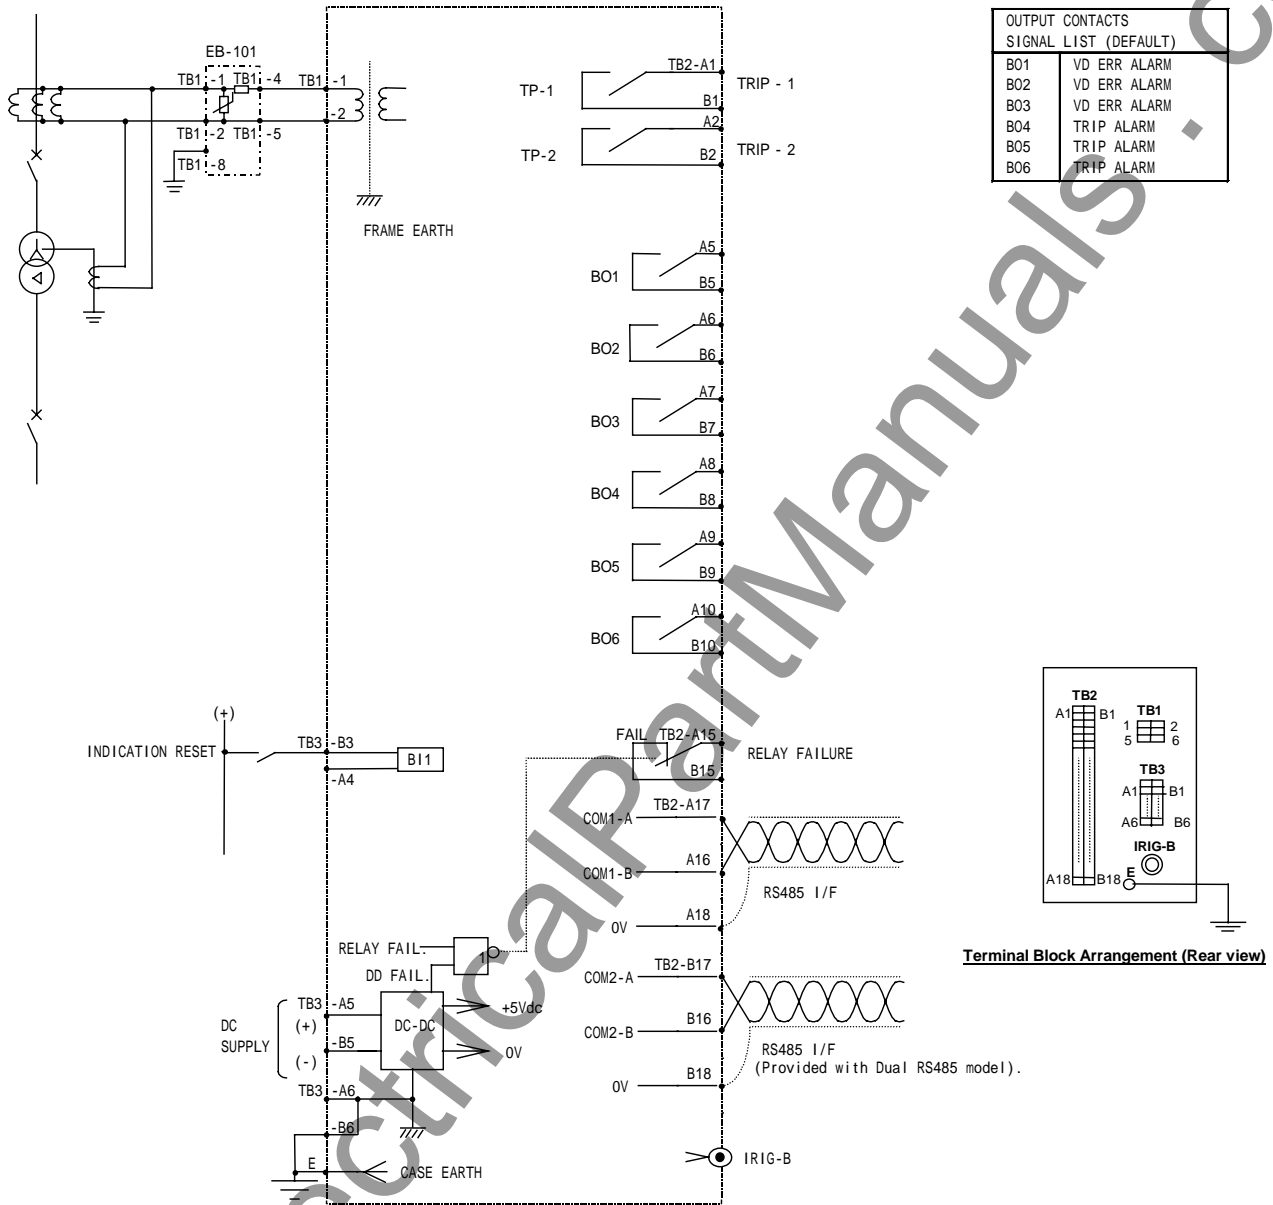 OUTPUT CONTACTS
SIGNAL LIST (DEFAULT)
BO1 VD ERR ALARM
BO2 VD ERR ALARM
BO3 VD ERR ALARM
BO4 TRIP ALARM
BO5 TRIP ALARM
BO6 TRIP ALARM
EB-101
TB1 -1 TB1 -4 TB1 -1
-2
TB1 -2 TB1 -5
TB1 -8
FRAME EARTH
TP-1
TB2-A1
B1
TRIP - 1
TP-2
A2
B2
TRIP - 2
BO1
A5
B5
BO2
A6
B6
BO3
A7
B7
BO4
A8
B8
BO5
A9
B9
BO6
A10
B10
(+)
INDICATION RESET
TB3 -B3
-A4
BI1
FAIL TB2-A15
B15
RELAY FAILURE
COM1-A TB2-A17
COM1-B A16
0V A18
RS485 I/F
RELAY FAIL.
DD FAIL.
1
COM2-A TB2-B17
COM2-B B16
0V B18
RS485 I/F
(Provided with Dual RS485 model).
DC
SUPPLY
TB3 -A5
(+)
-B5
(-)
DC-DC
+5Vdc
0V
TB3 -A6
-B6
E
CASE EARTH
IRIG-B
TB2
A1 B1
A18 B18
TB1
1 2
5 6
TB3
A1 B1
A6 B6
IRIG-B
E
Terminal Block Arrangement (Rear view)
ctricalPartManuals . c